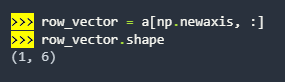 >>> row_vector = a[np.newaxis, :]
>>> row_vector.shape
(1, 6)